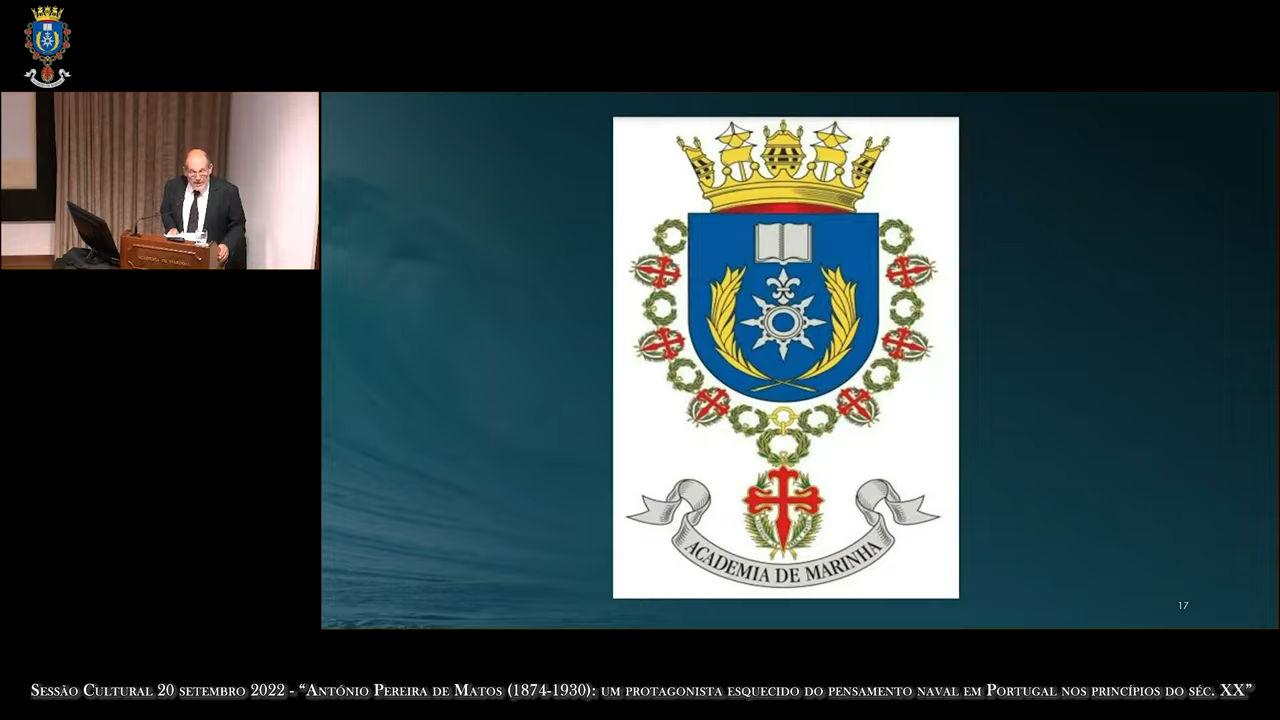 ACADEMIA DE MARINHA
17
Sessão Cultural 20 setembro 2022 - “António Pereira de Matos (1874-1930): um protagonista esquecido do pensamento naval em Portugal nos princípios do séc. XX”